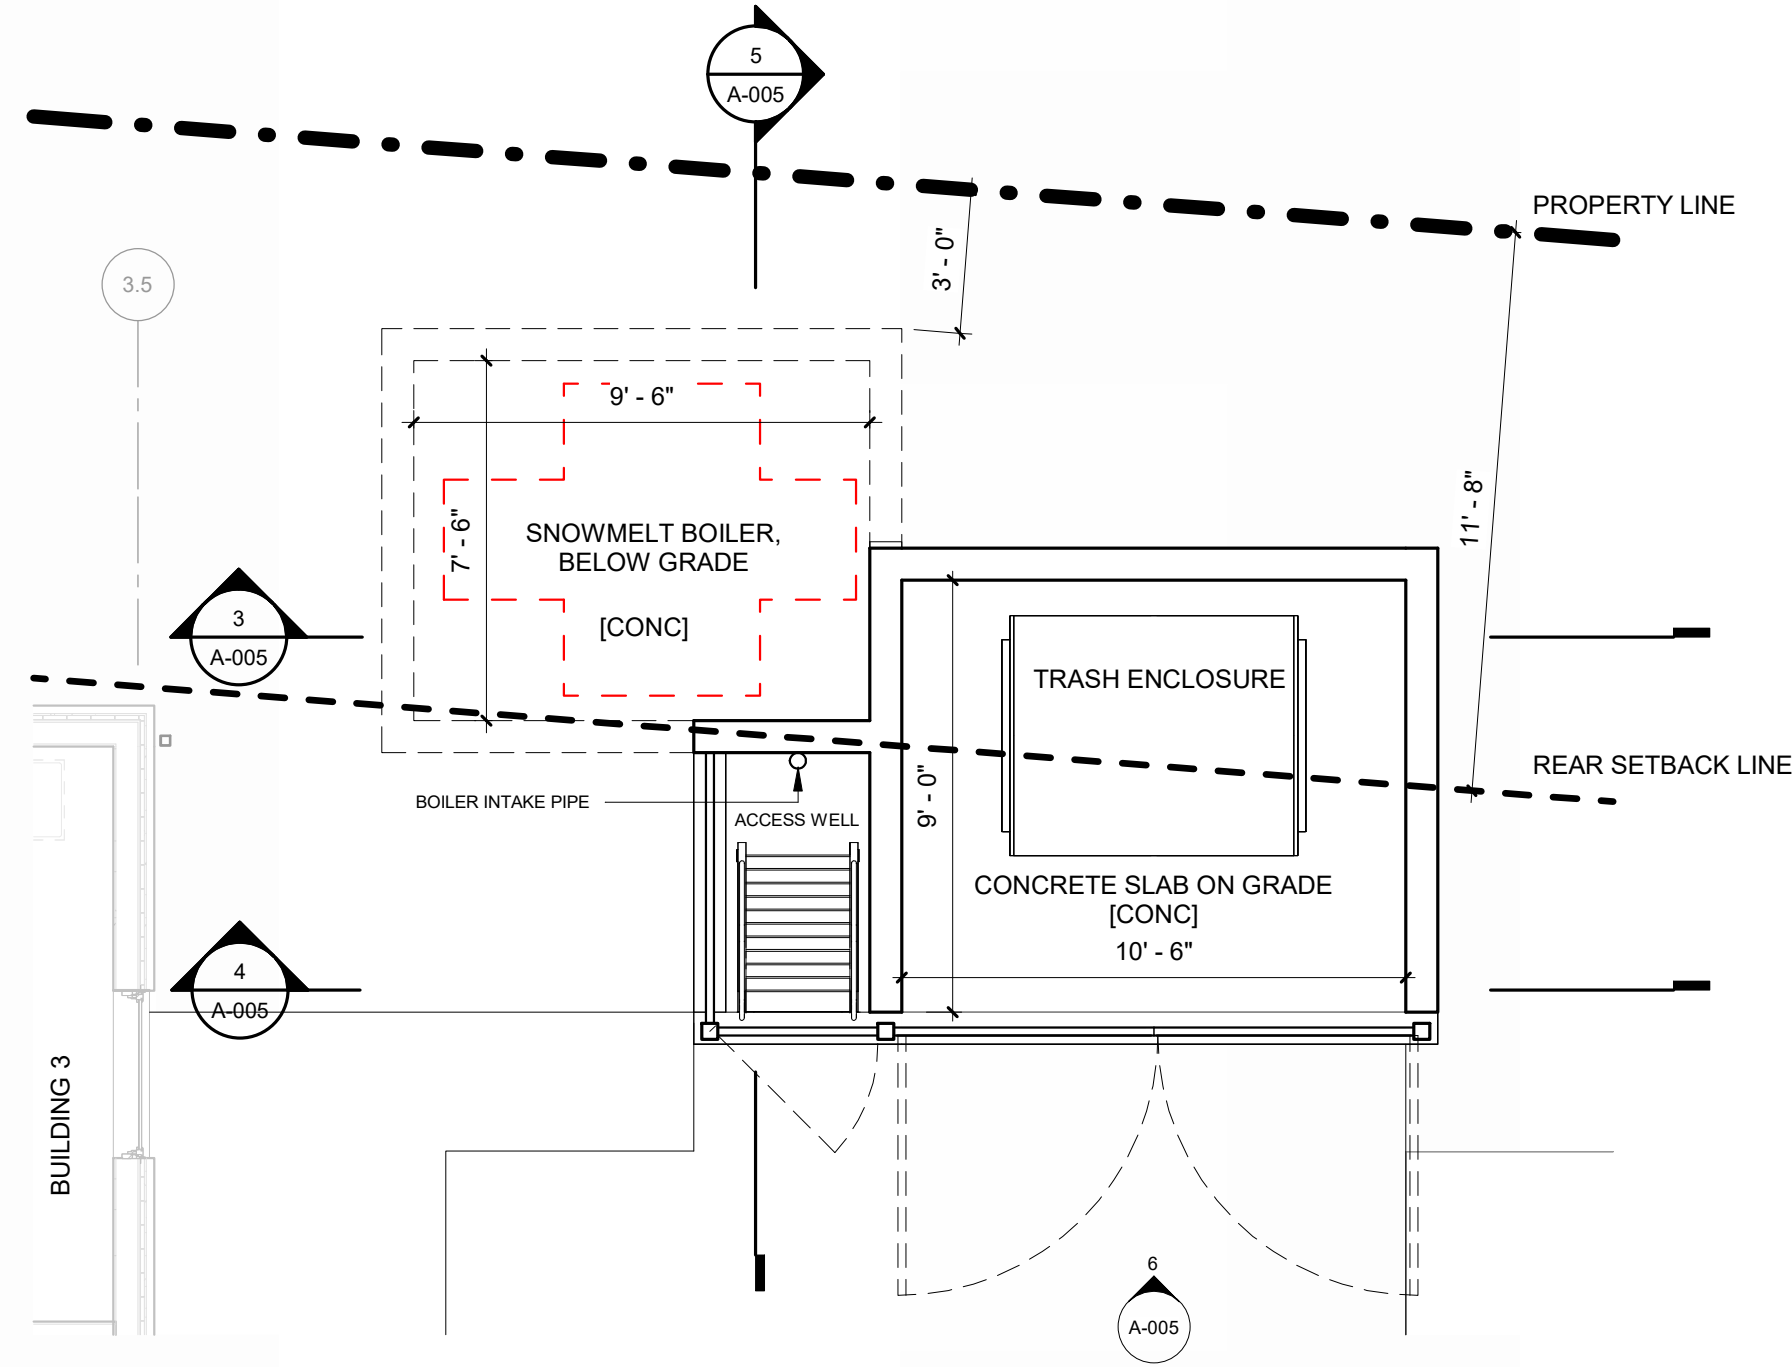 5
A-005
PROPERTY LINE
3' - 0"
3.5
9' - 6"
11' - 8"
7' - 6"
SNOWMELT BOILER,
BELOW GRADE
[CONC]
3
A-005
TRASH ENCLOSURE
REAR SETBACK LINE
9' - 0"
BOILER INTAKE PIPE
ACCESS WELL
CONCRETE SLAB ON GRADE
[CONC]
10' - 6"
4
A-005
BUILDING 3
6
A-005